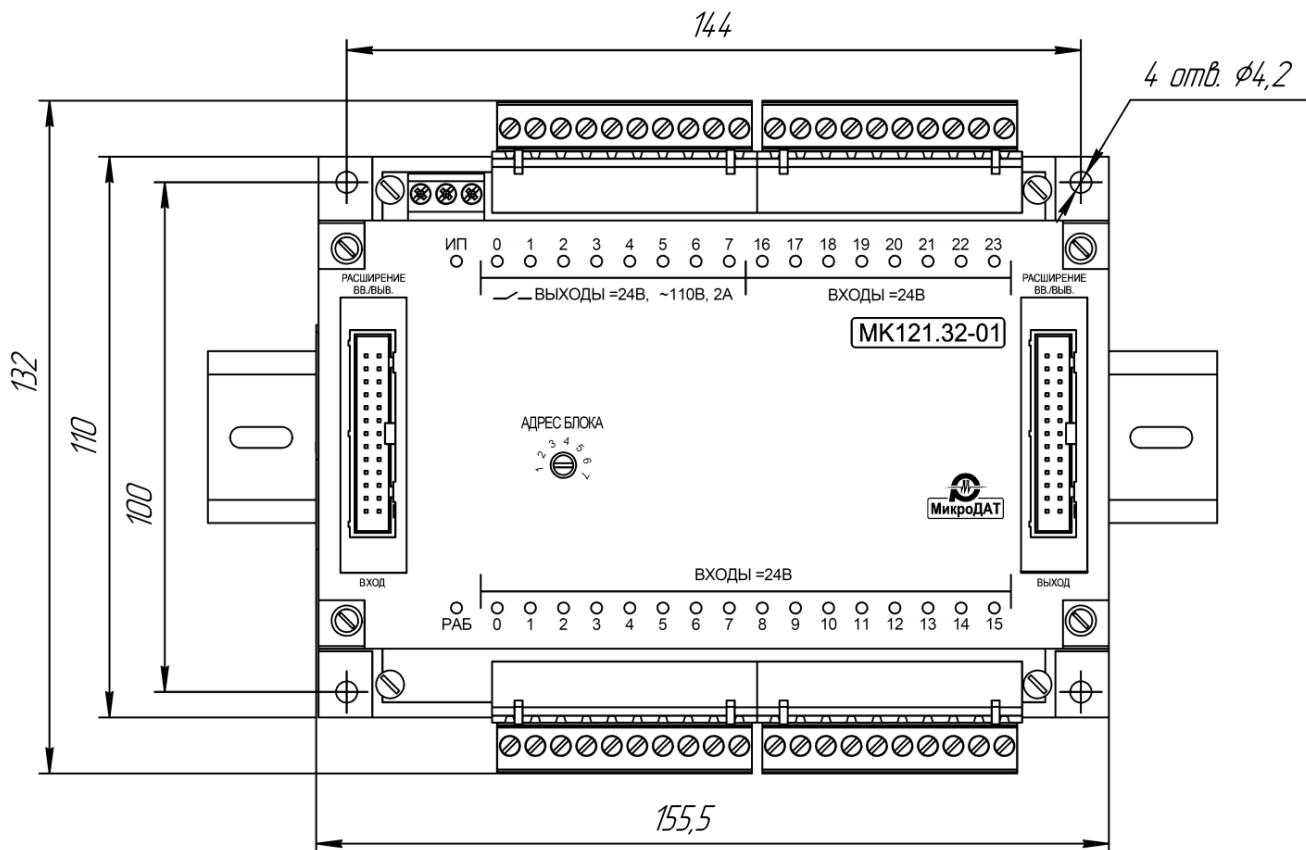 144
4 отв. ϕ4,2
132
110
100
ИП 0 1 2 3 4 5 6 7 16 17 18 19 20 21 22 23
РАСШИРЕНИЕ
ВВ./ВЫВ.
ВЫХОДЫ =24В, ~110В, 2А
ВХОДЫ =24В
РАСШИРЕНИЕ
ВВ./ВЫВ.
МК121.32-01
АДРЕС БЛОКА
1 2 3 4 5 6 7
МикроДАТ
ВХОД
ВХОДЫ =24В
ВЫХОД
РАБ 0 1 2 3 4 5 6 7 8 9 10 11 12 13 14 15
155,5